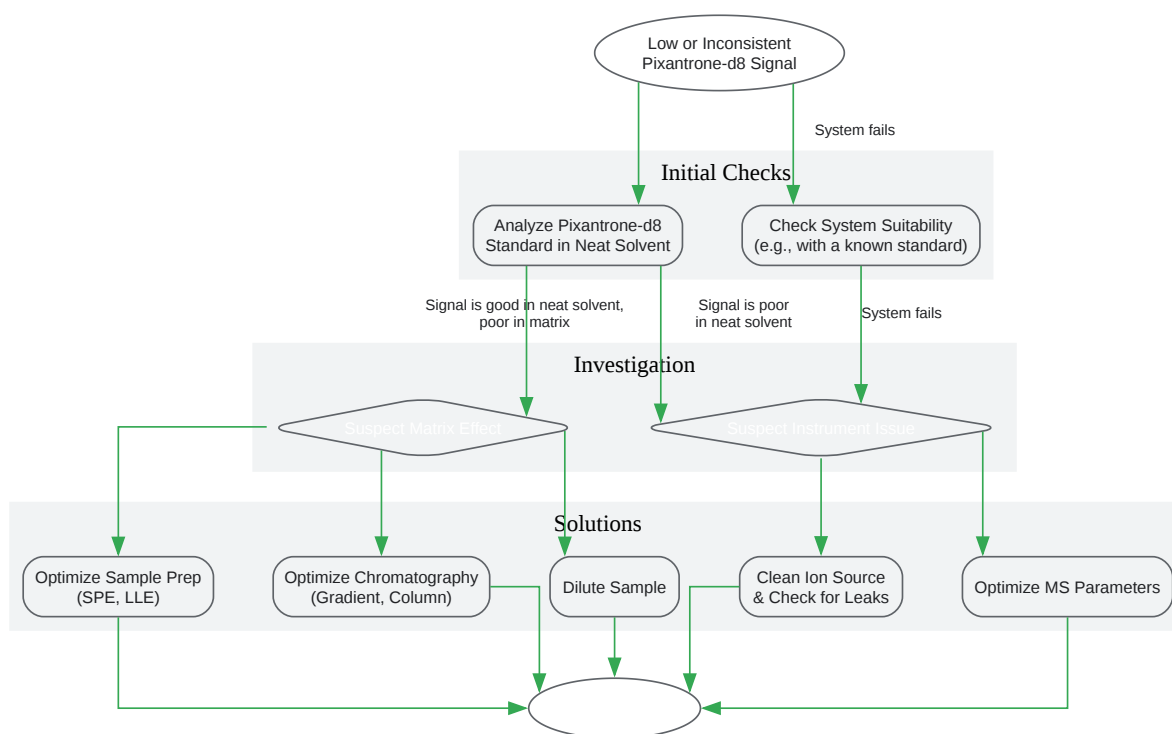 Low or Inconsistent
Pixantrone-d8 Signal
System fails
Initial Checks
Analyze Pixantrone-d8
Standard in Neat Solvent
Check System Suitability
(e.g., with a known standard)
Signal is good in neat solvent,
poor in matrix
Signal is poor
in neat solvent
System fails
Investigation
Suspect Matrix Effect
Suspect Instrument Issue
Solutions
Optimize Sample Prep
(SPE, LLE)
Optimize Chromatography
(Gradient, Column)
Dilute Sample
Clean Ion Source
& Check for Leaks
Optimize MS Parameters